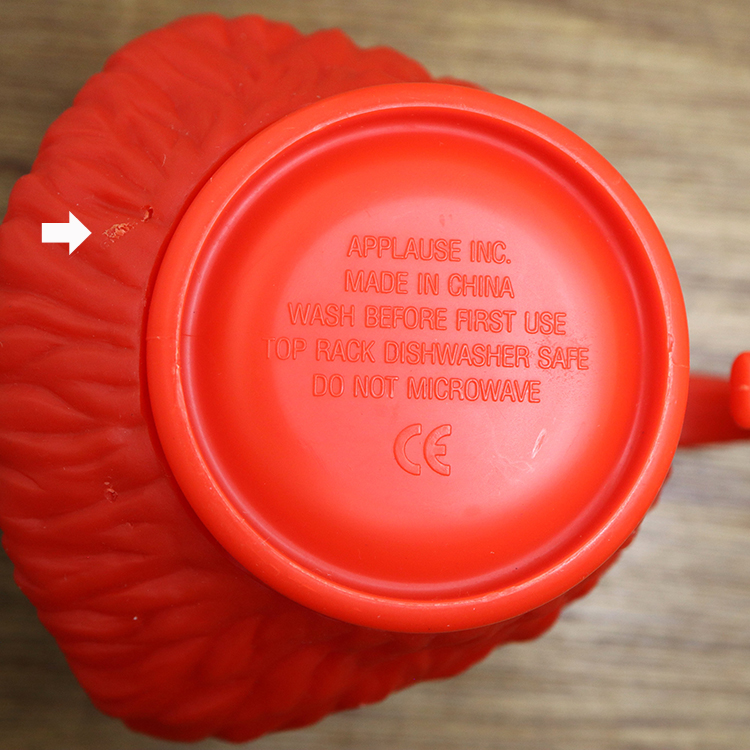 APPLAUSE INC.
MADE IN CHINA
WASH BEFORE FIRST USE
TOP RACK DISHWASHER SAFE
DO NOT MICROWAVE
CE